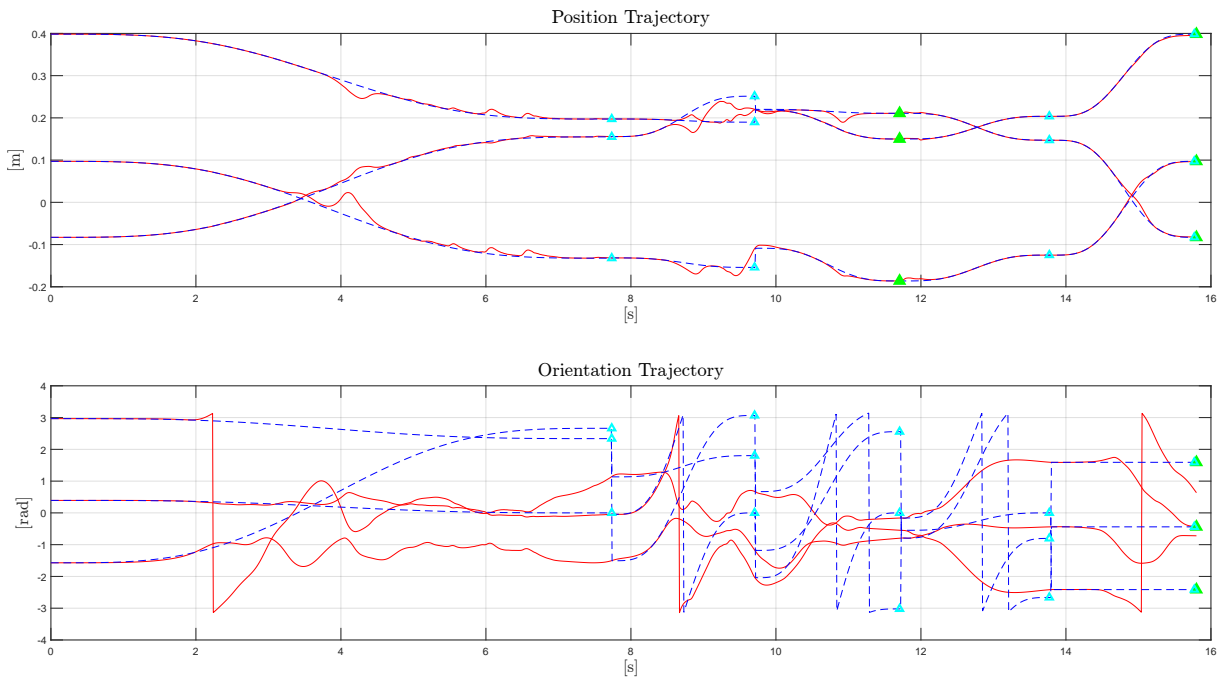 Position Trajectory
0.4
0.3
0.2
0.1
0
-0.1
-0.2
[m]
0 2 4 6 8 10 12 14 16
[s]
Orientation Trajectory
4
3
2
1
0
-1
-2
-3
-4
[rad]
0 2 4 6 8 10 12 14 16
[s]